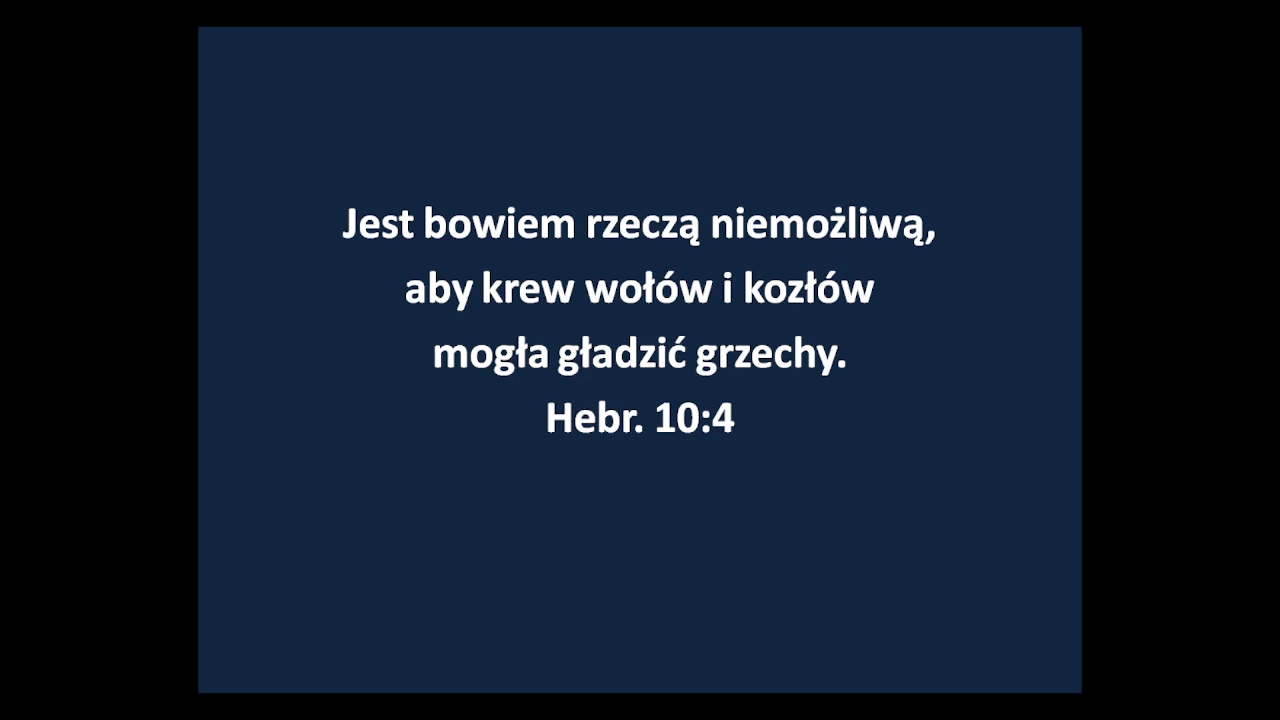 Jest bowiem rzeczą niemożliwą,
aby krew wołów i kozłów
mogła gładzić grzechy.
Hebr. 10:4